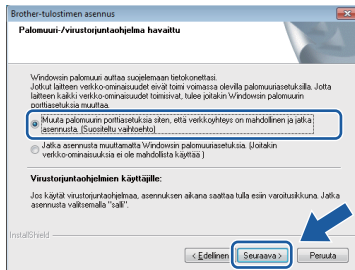 Brother-tulostimen asennus
Palomuuri-/virustorjuntaohjelma havaittu
Windowsin palomuuri auttaa suojelemaan tietokonettasi.
Jotkut laitteen verkko-ominaisuudet eivät toimi voimassa olevilla palomuuriasetuksilla. Jotta
laitteen kaikki verkko-ominaisuudet toimisivat, tulee joitakin Windowsin palomuurin
porttiasetuksia muuttaa.
Muuta palomuurin porttiasetuksia siten, että verkkoyhteys on mahdollinen ja jatka
asennusta. (Suositeltu vaihtoehto)
Jatka asennusta muuttamatta Windowsin palomuuriasetuksia. (Joitakin
verkko-ominaisuuksia ei ole mahdollista käyttää )
Virustorjuntaohjelmien käyttäjille:
Jos käytät virustorjuntaohjelmaa, asennuksen aikana saattaa tulla esiin varoitusikkuna. Jatka
asennusta valitsemalla "salli".
InstallShield
< Edellinen
Seuraava >
Peruuta